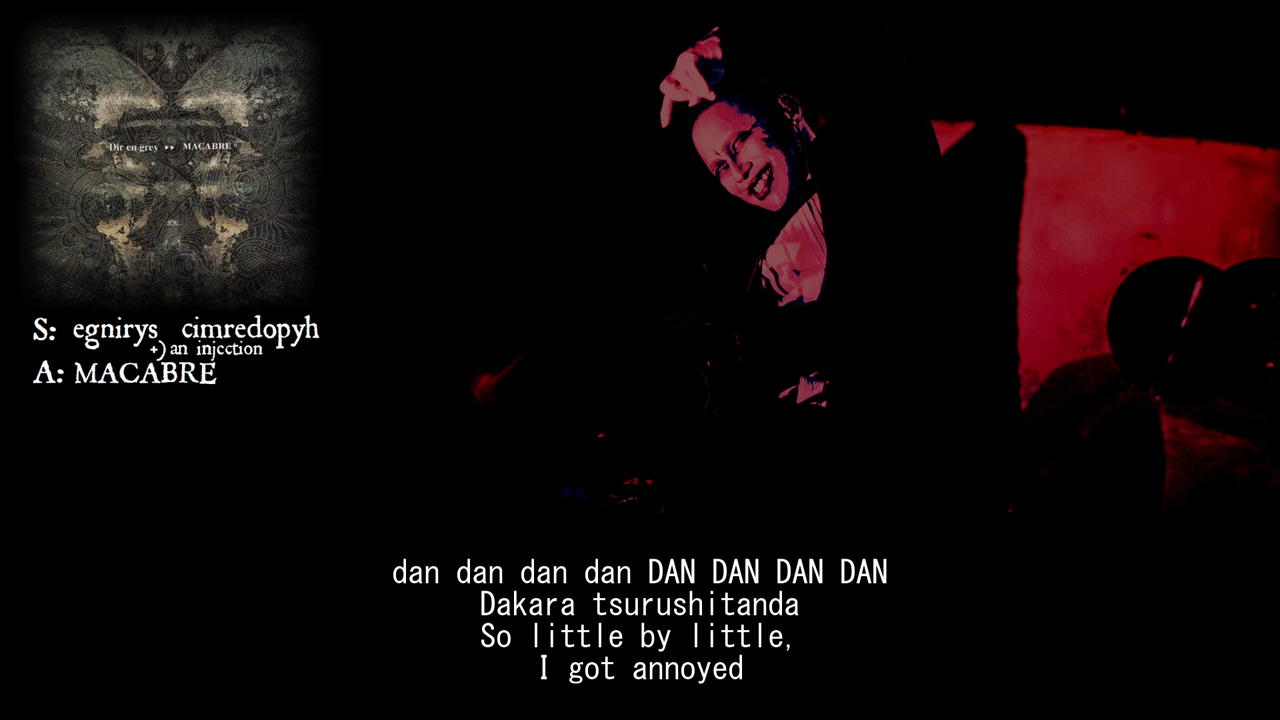 Dir en grey ▸▸ MACABRE
S: egnirys cimredopyh
+) an injection
A: MACABRE
dan dan dan dan DAN DAN DAN DAN
Dakara tsurushitanda
So little by little,
I got annoyed